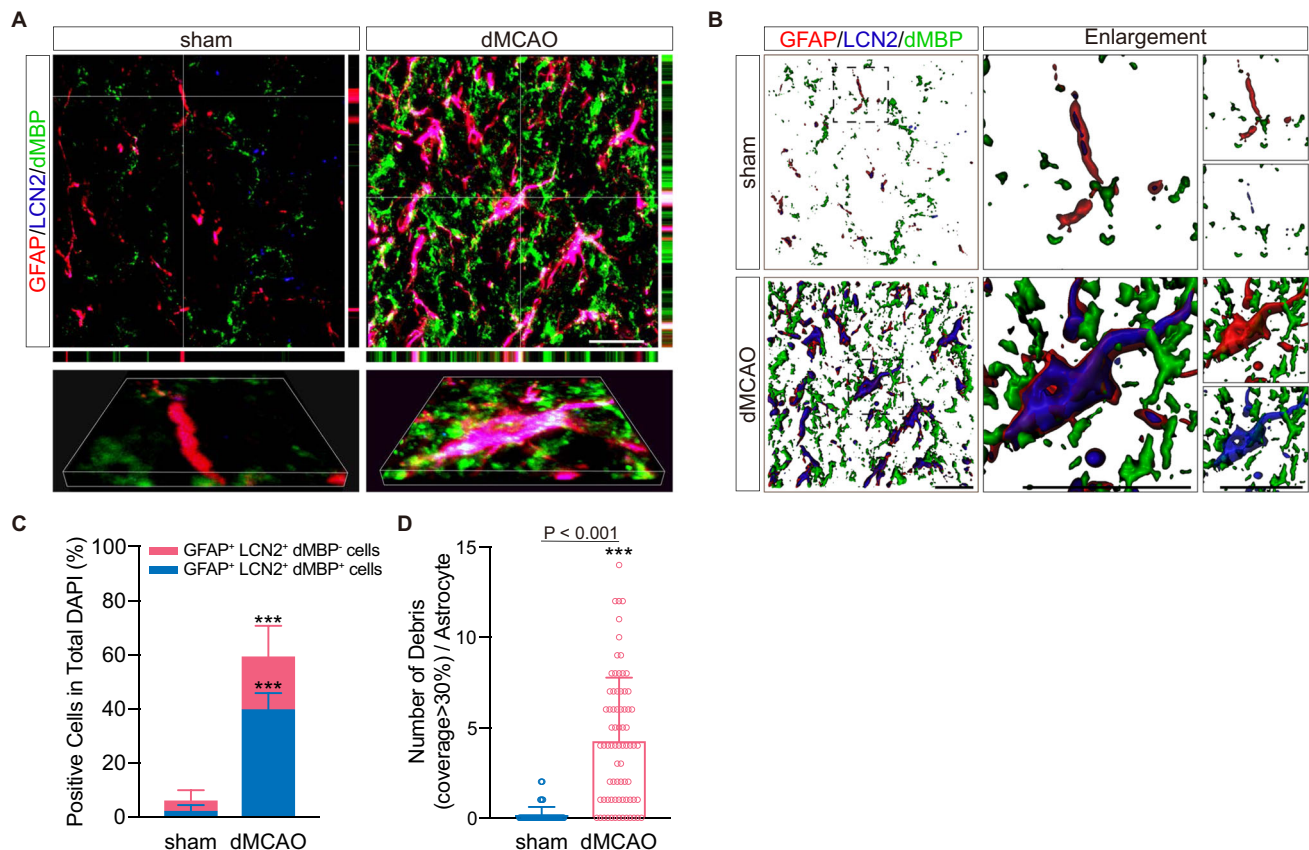 A
sham
dMCAO
GFAP/LCN2/dMBP
B
GFAP/LCN2/dMBP
Enlargement
sham
dMCAO
C
Positive Cells in Total DAPI (%)
100
80
60
40
20
0
GFAP⁺ LCN2⁺ dMBP⁻ cells
GFAP⁺ LCN2⁺ dMBP⁺ cells
***
***
sham
dMCAO
D
Number of Debris
(coverage>30%) / Astrocyte
P < 0.001
***
15
10
5
0
sham
dMCAO